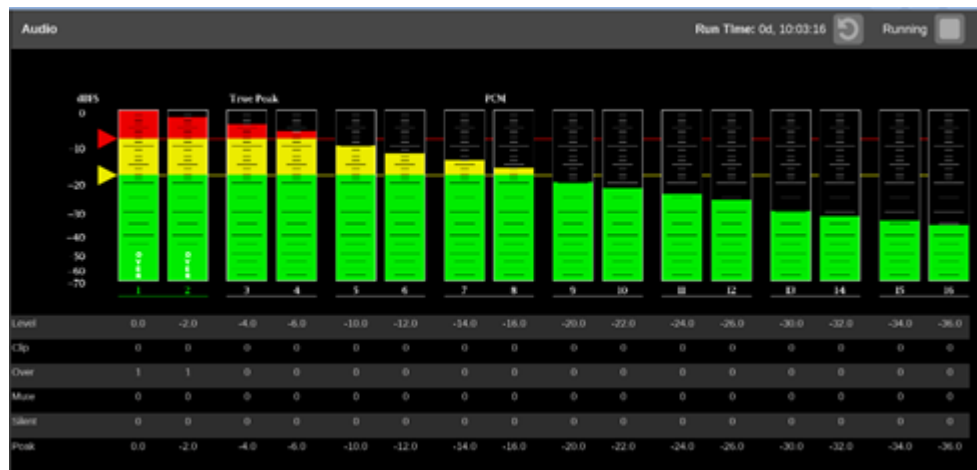 Audio Run Time: 0d, 10:03:16 Running
dBFS True Peak PCM
0
-10
-20
-30
-40
50
-60
-70
OVER OVER
1 2 3 4 5 6 7 8 9 10 11 12 13 14 15 16
Level 0.0 -2.0 -4.0 -6.0 -10.0 -12.0 -14.0 -16.0 -20.0 -22.0 -24.0 -26.0 -30.0 -32.0 -34.0 -36.0
Clip 0 0 0 0 0 0 0 0 0 0 0 0 0 0 0 0
Over 1 1 0 0 0 0 0 0 0 0 0 0 0 0 0 0
Mute 0 0 0 0 0 0 0 0 0 0 0 0 0 0 0 0
Silent 0 0 0 0 0 0 0 0 0 0 0 0 0 0 0 0
Peak 0.0 -2.0 -4.0 -6.0 -10.0 -12.0 -14.0 -16.0 -20.0 -22.0 -24.0 -26.0 -30.0 -32.0 -34.0 -36.0